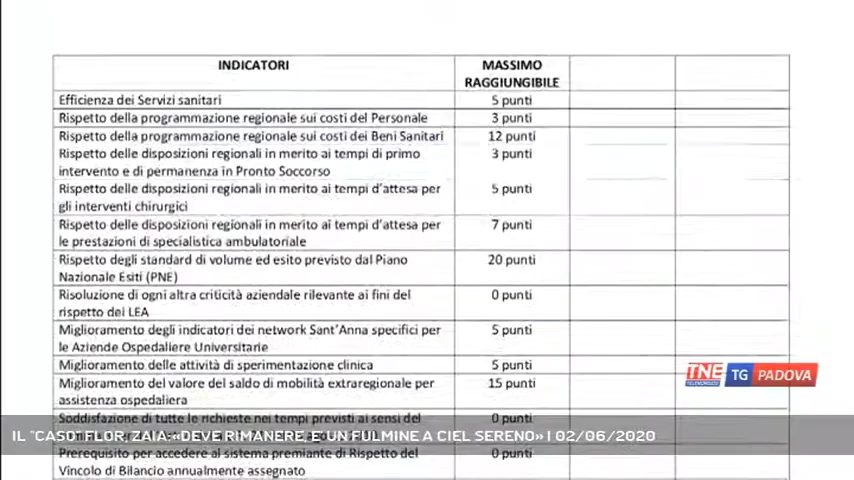 INDICATORI MASSIMO
RAGGIUNGIBILE
Efficienza dei Servizi sanitari 5 punti
Rispetto della programmazione regionale sui costi del Personale 3 punti
Rispetto della programmazione regionale sui costi dei Beni Sanitari 12 punti
Rispetto delle disposizioni regionali in merito ai tempi di primo 3 punti
intervento e di permanenza in Pronto Soccorso
Rispetto delle disposizioni regionali in merito ai tempi d'attesa per 5 punti
gli interventi chirurgici
Rispetto delle disposizioni regionali in merito ai tempi d'attesa per 7 punti
le prestazioni di specialistica ambulatoriale
Rispetto degli standard di volume ed esito previsto dal Piano 20 punti
Nazionale Esiti (PNE)
Risoluzione di ogni altra criticità aziendale rilevante ai fini del 0 punti
rispetto dei LEA
Miglioramento degli indicatori dei network Sant'Anna specifici per 5 punti
le Aziende Ospedaliere Universitarie
Miglioramento delle attività di sperimentazione clinica 5 punti
Miglioramento del valore del saldo di mobilità extraregionale per 15 punti
assistenza ospedaliera
TNE TG PADOVA
Soddisfazione di tutte le richieste nei tempi previsti ai sensi del 0 punti
IL "CASO" FLOR, ZAIA: «DEVE RIMANERE, E' UN FULMINE A CIEL SERENO» | 02/06/2020
Prerequisito per accedere al sistema premiante di Rispetto del 0 punti
Vincolo di Bilancio annualmente assegnato